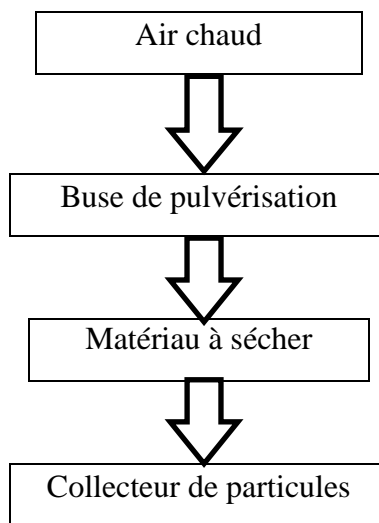 Air chaud
Buse de pulvérisation
Matériau à sécher
Collecteur de particules